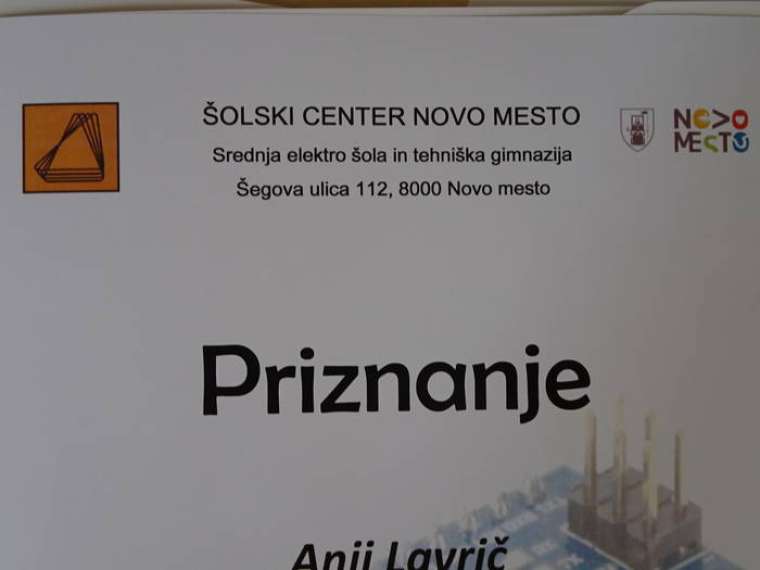 ŠOLSKI CENTER NOVO MESTO
Srednja elektro šola in tehniška gimnazija
Šegova ulica 112, 8000 Novo mesto
NOVO
MESTO
Priznanje
Anji Lavrič